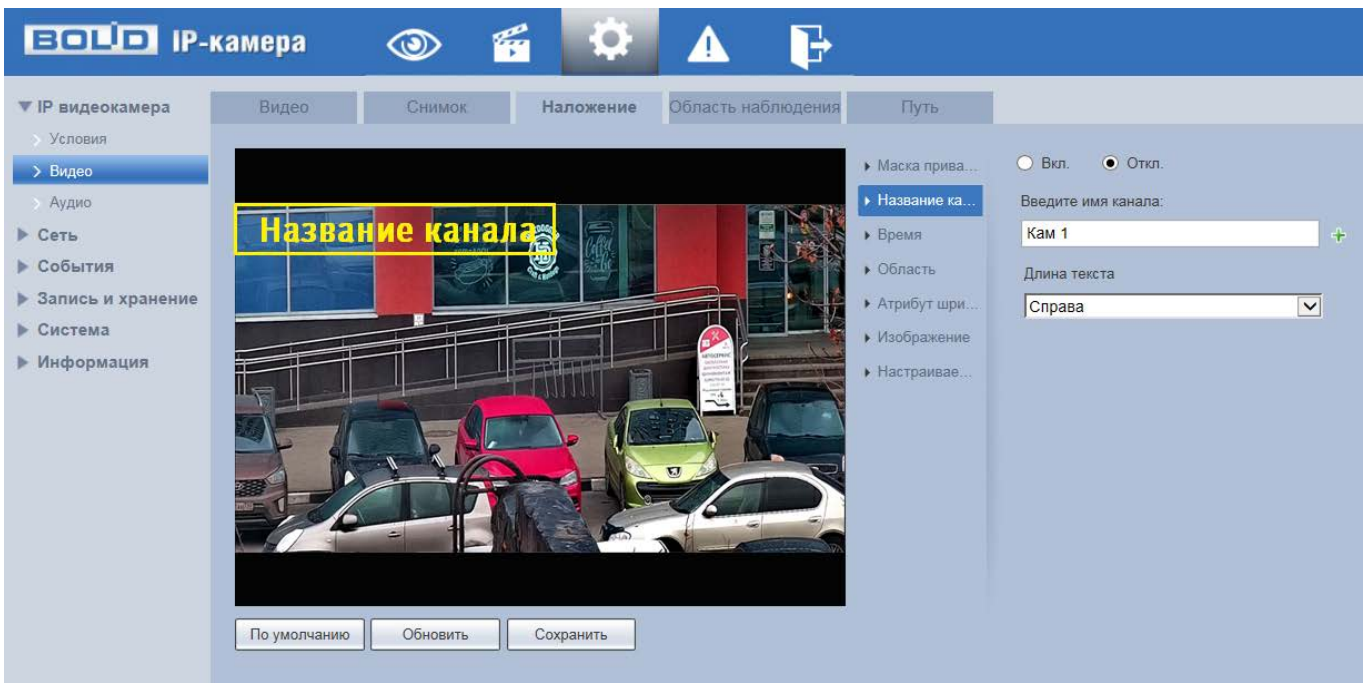 BOLID IP-камера
IP видеокамера
Условия
Видео
Аудио
Сеть
События
Запись и хранение
Система
Информация
Видео
Снимок
Наложение
Область наблюдения
Путь
Название канала
АВТОСЕРВИС
По умолчанию
Обновить
Сохранить
Маска прива...
Название ка...
Время
Область
Атрибут шри...
Изображение
Настраивае...
Вкл.
Откл.
Введите имя канала:
Кам 1
Длина текста
Справа